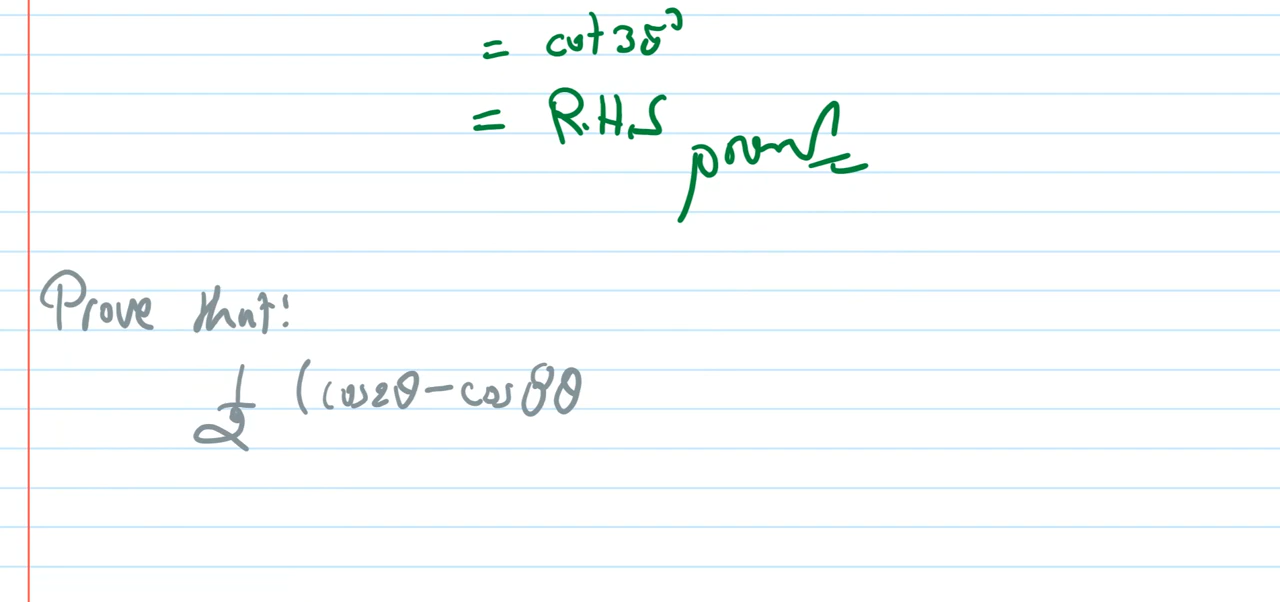 = cot 35°
= R.H.S
proved
Prove that:
1/2 (cos2θ - cos8θ